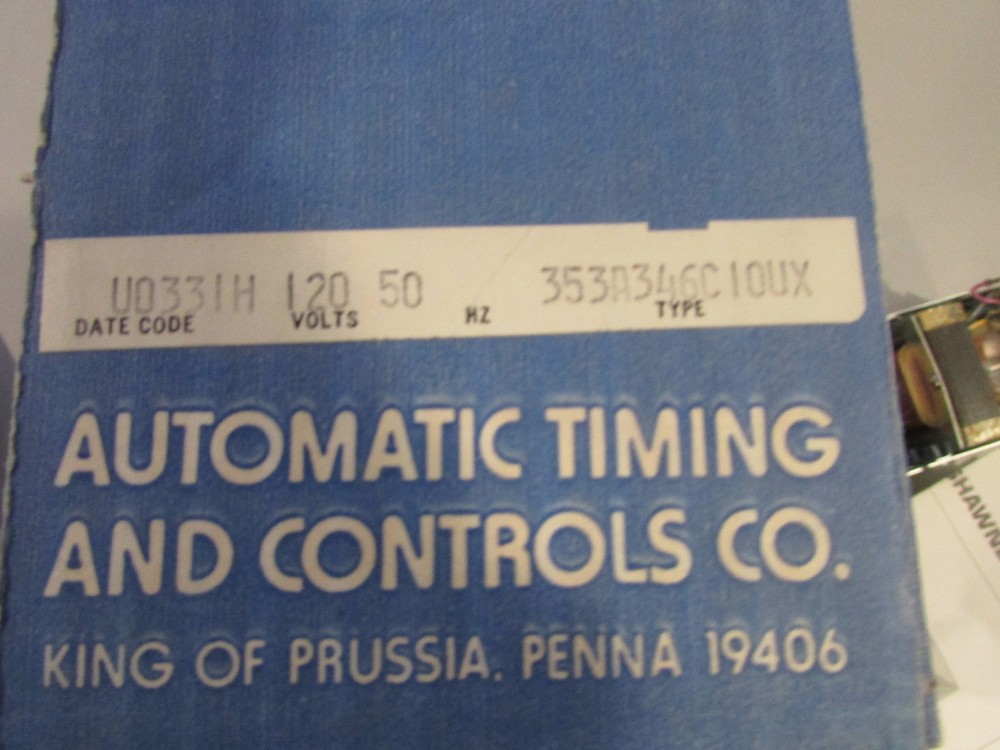 U0331H 120 50 353A346C10UX
DATE CODE VOLTS HZ TYPE
AUTOMATIC TIMING
AND CONTROLS CO.
KING OF PRUSSIA. PENNA 19406